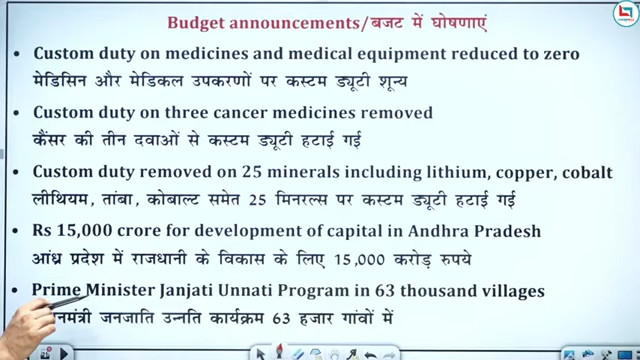 Budget announcements/बजट में घोषणाएं
Custom duty on medicines and medical equipment reduced to zero
मेडिसिन और मेडिकल उपकरणों पर कस्टम ड्यूटी शून्य
Custom duty on three cancer medicines removed
कैंसर की तीन दवाओं से कस्टम ड्यूटी हटाई गई
Custom duty removed on 25 minerals including lithium, copper, cobalt
लीथियम, तांबा, कोबाल्ट समेत 25 मिनरल्स पर कस्टम ड्यूटी हटाई गई
Rs 15,000 crore for development of capital in Andhra Pradesh
आंध्र प्रदेश में राजधानी के विकास के लिए 15,000 करोड़ रुपये
Prime Minister Janjati Unnati Program in 63 thousand villages
जनजाति उन्नति कार्यक्रम 63 हजार गांवों में